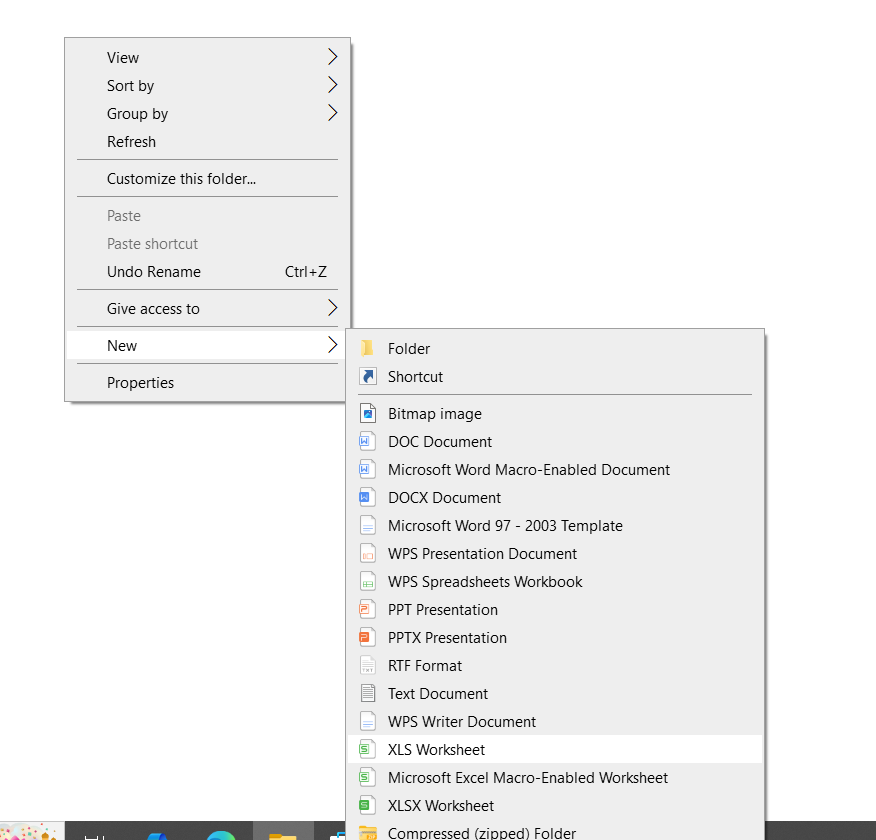 View
Sort by
Group by
Refresh
Customize this folder...
Paste
Paste shortcut
Undo Rename Ctrl+Z
Give access to
New
Properties
Folder
Shortcut
Bitmap image
DOC Document
Microsoft Word Macro-Enabled Document
DOCX Document
Microsoft Word 97 - 2003 Template
WPS Presentation Document
WPS Spreadsheets Workbook
PPT Presentation
PPTX Presentation
RTF Format
Text Document
WPS Writer Document
XLS Worksheet
Microsoft Excel Macro-Enabled Worksheet
XLSX Worksheet
Compressed (zipped) Folder